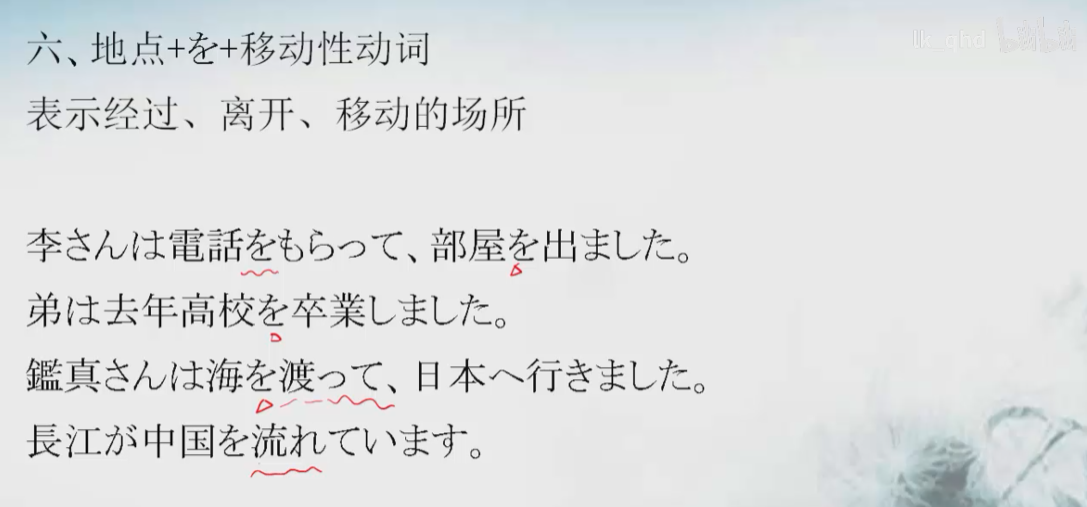 六、地点+を+移动性动词
表示经过、离开、移动的场所
李さんは電話をもらって、部屋を出ました。
弟は去年高校を卒業しました。
鑑真さんは海を渡って、日本へ行きました。
長江が中国を流れています。